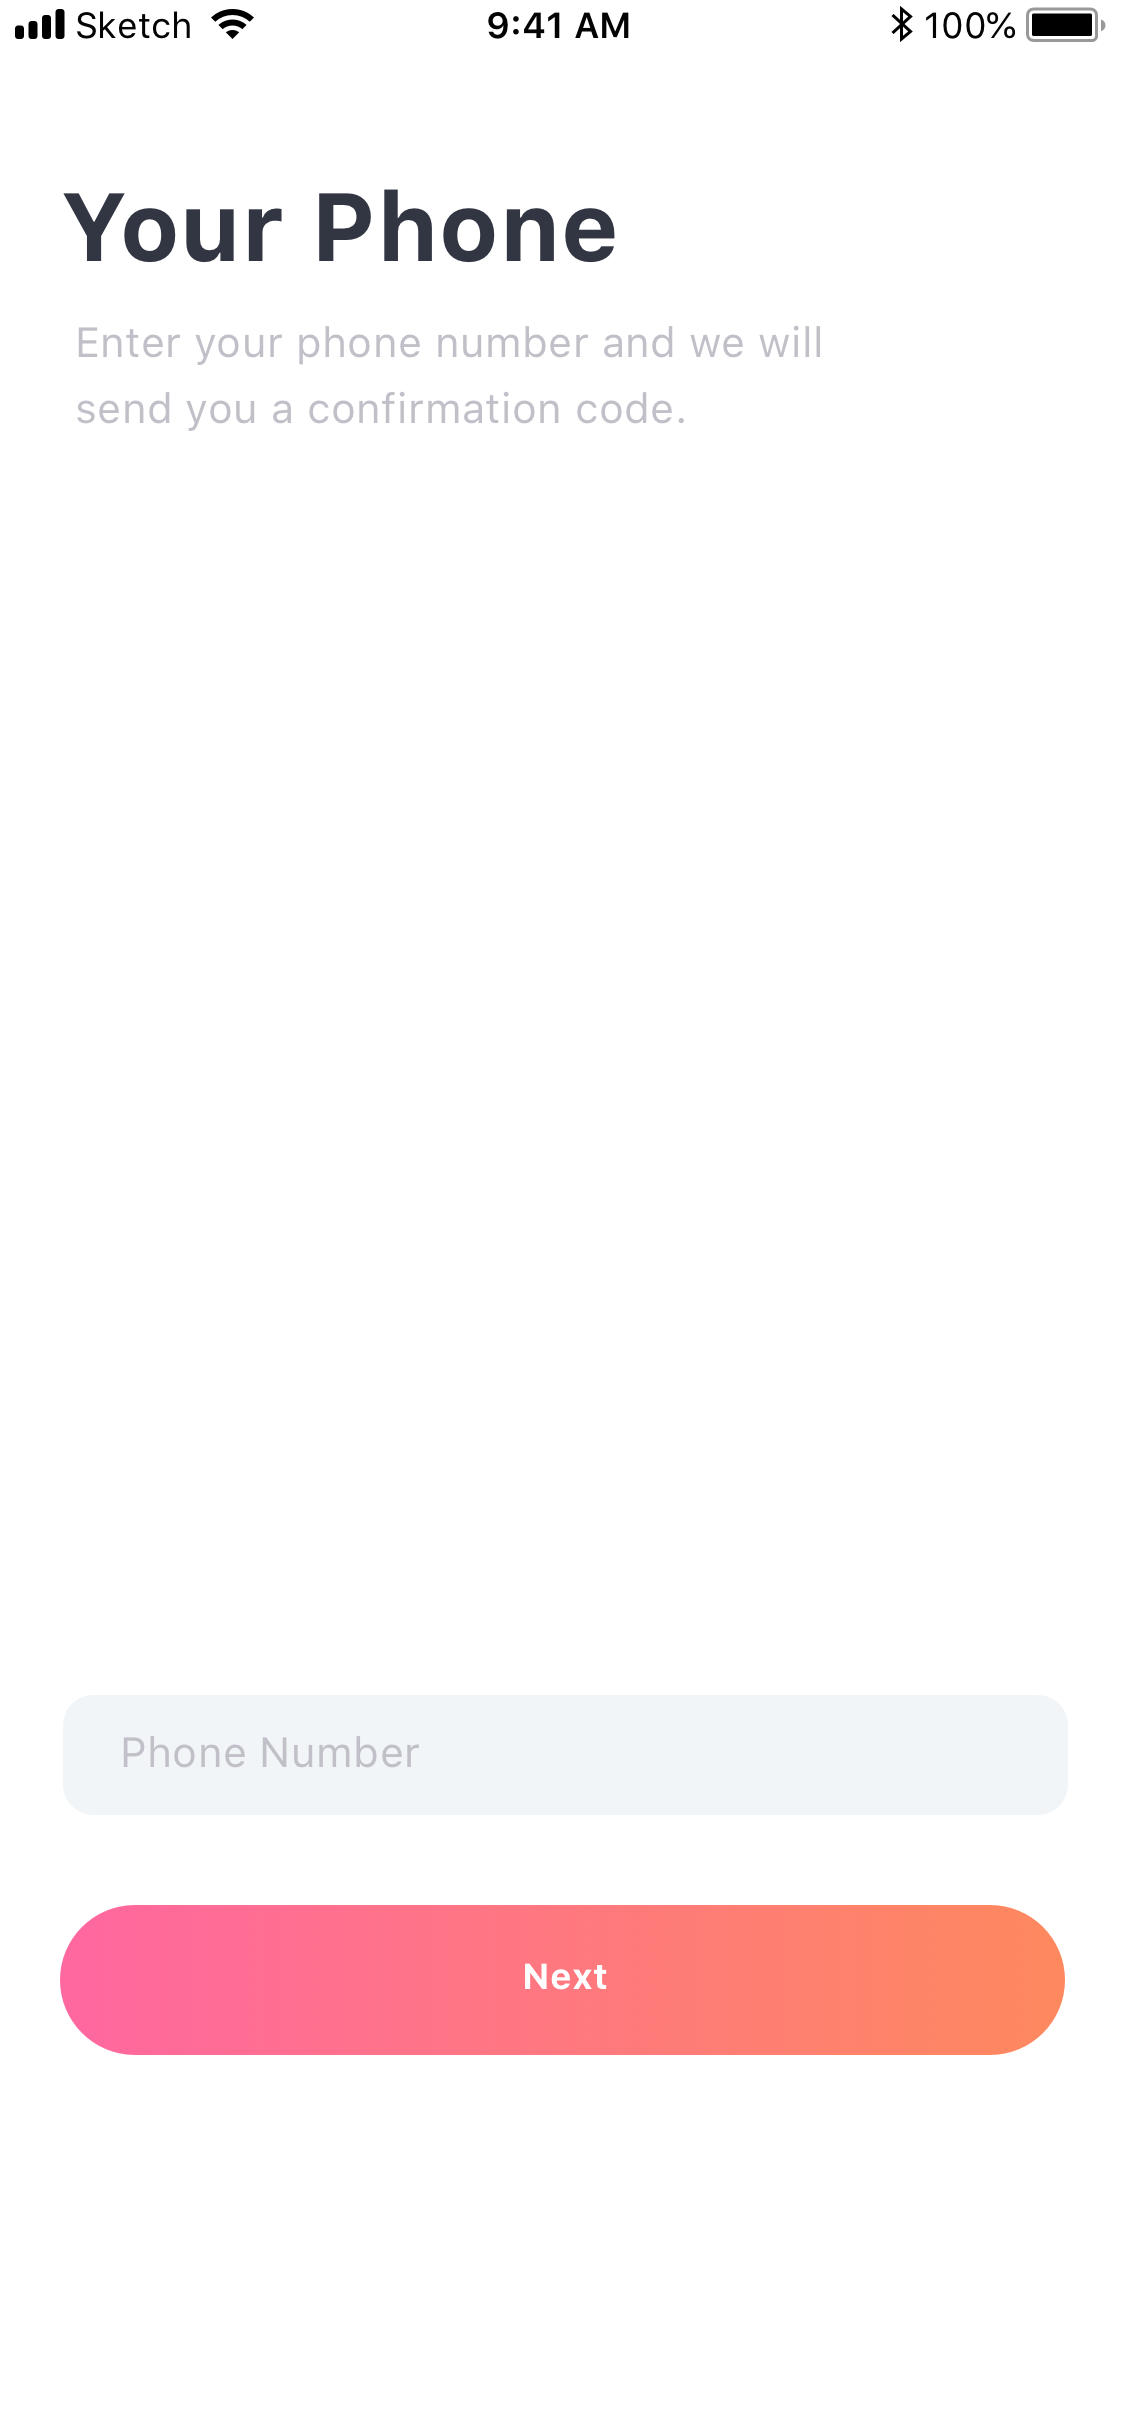 Sketch 9:41 AM 100%
Your Phone
Enter your phone number and we will
send you a confirmation code.
Phone Number
Next